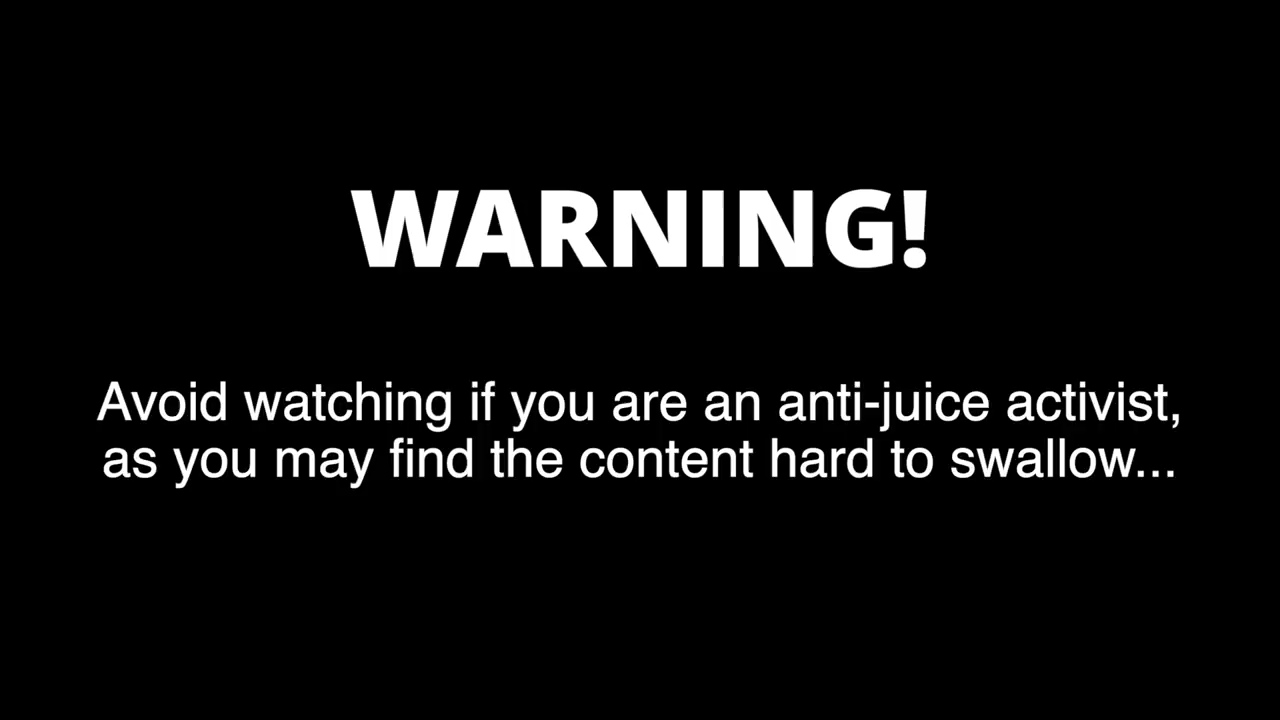 WARNING!
Avoid watching if you are an anti-juice activist,
as you may find the content hard to swallow...